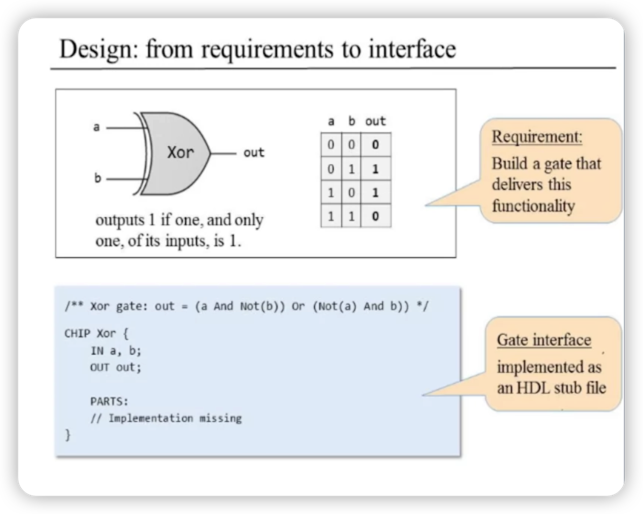 Design: from requirements to interface
a
b
Xor
out
outputs 1 if one, and only
one, of its inputs, is 1.
a b out
0 0 0
0 1 1
1 0 1
1 1 0
Requirement:
Build a gate that
delivers this
functionality
/** Xor gate: out = (a And Not(b)) Or (Not(a) And b)) */
CHIP Xor {
IN a, b;
OUT out;
PARTS:
// Implementation missing
}
Gate interface
implemented as
an HDL stub file